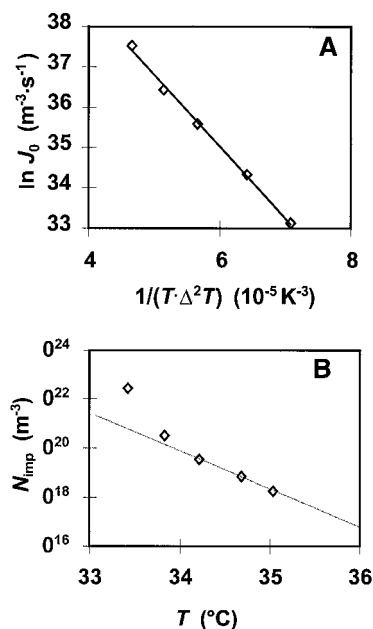 A
38
37
36
35
34
33
ln J₀ (m⁻³·s⁻¹)
4 6 8
1/(T·Δ²T) (10⁻⁵ K⁻³)
B
0²⁴
0²²
0²⁰
0¹⁸
0¹⁶
N_imp (m⁻³)
33 34 35 36
T (°C)